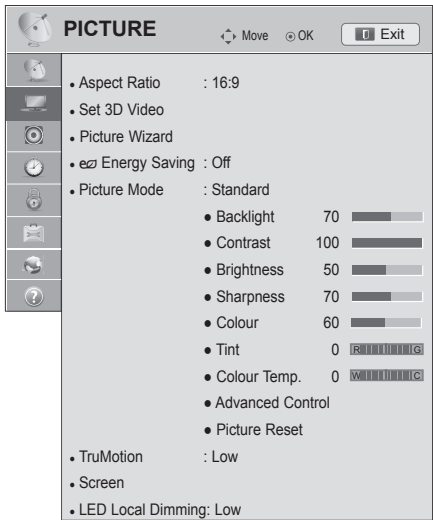 PICTURE Move OK Exit
• Aspect Ratio : 16:9
• Set 3D Video
• Picture Wizard
• Energy Saving : Off
• Picture Mode : Standard
● Backlight 70
● Contrast 100
● Brightness 50
● Sharpness 70
● Colour 60
● Tint 0 R G
● Colour Temp. 0 W C
● Advanced Control
● Picture Reset
• TruMotion : Low
• Screen
• LED Local Dimming: Low
?